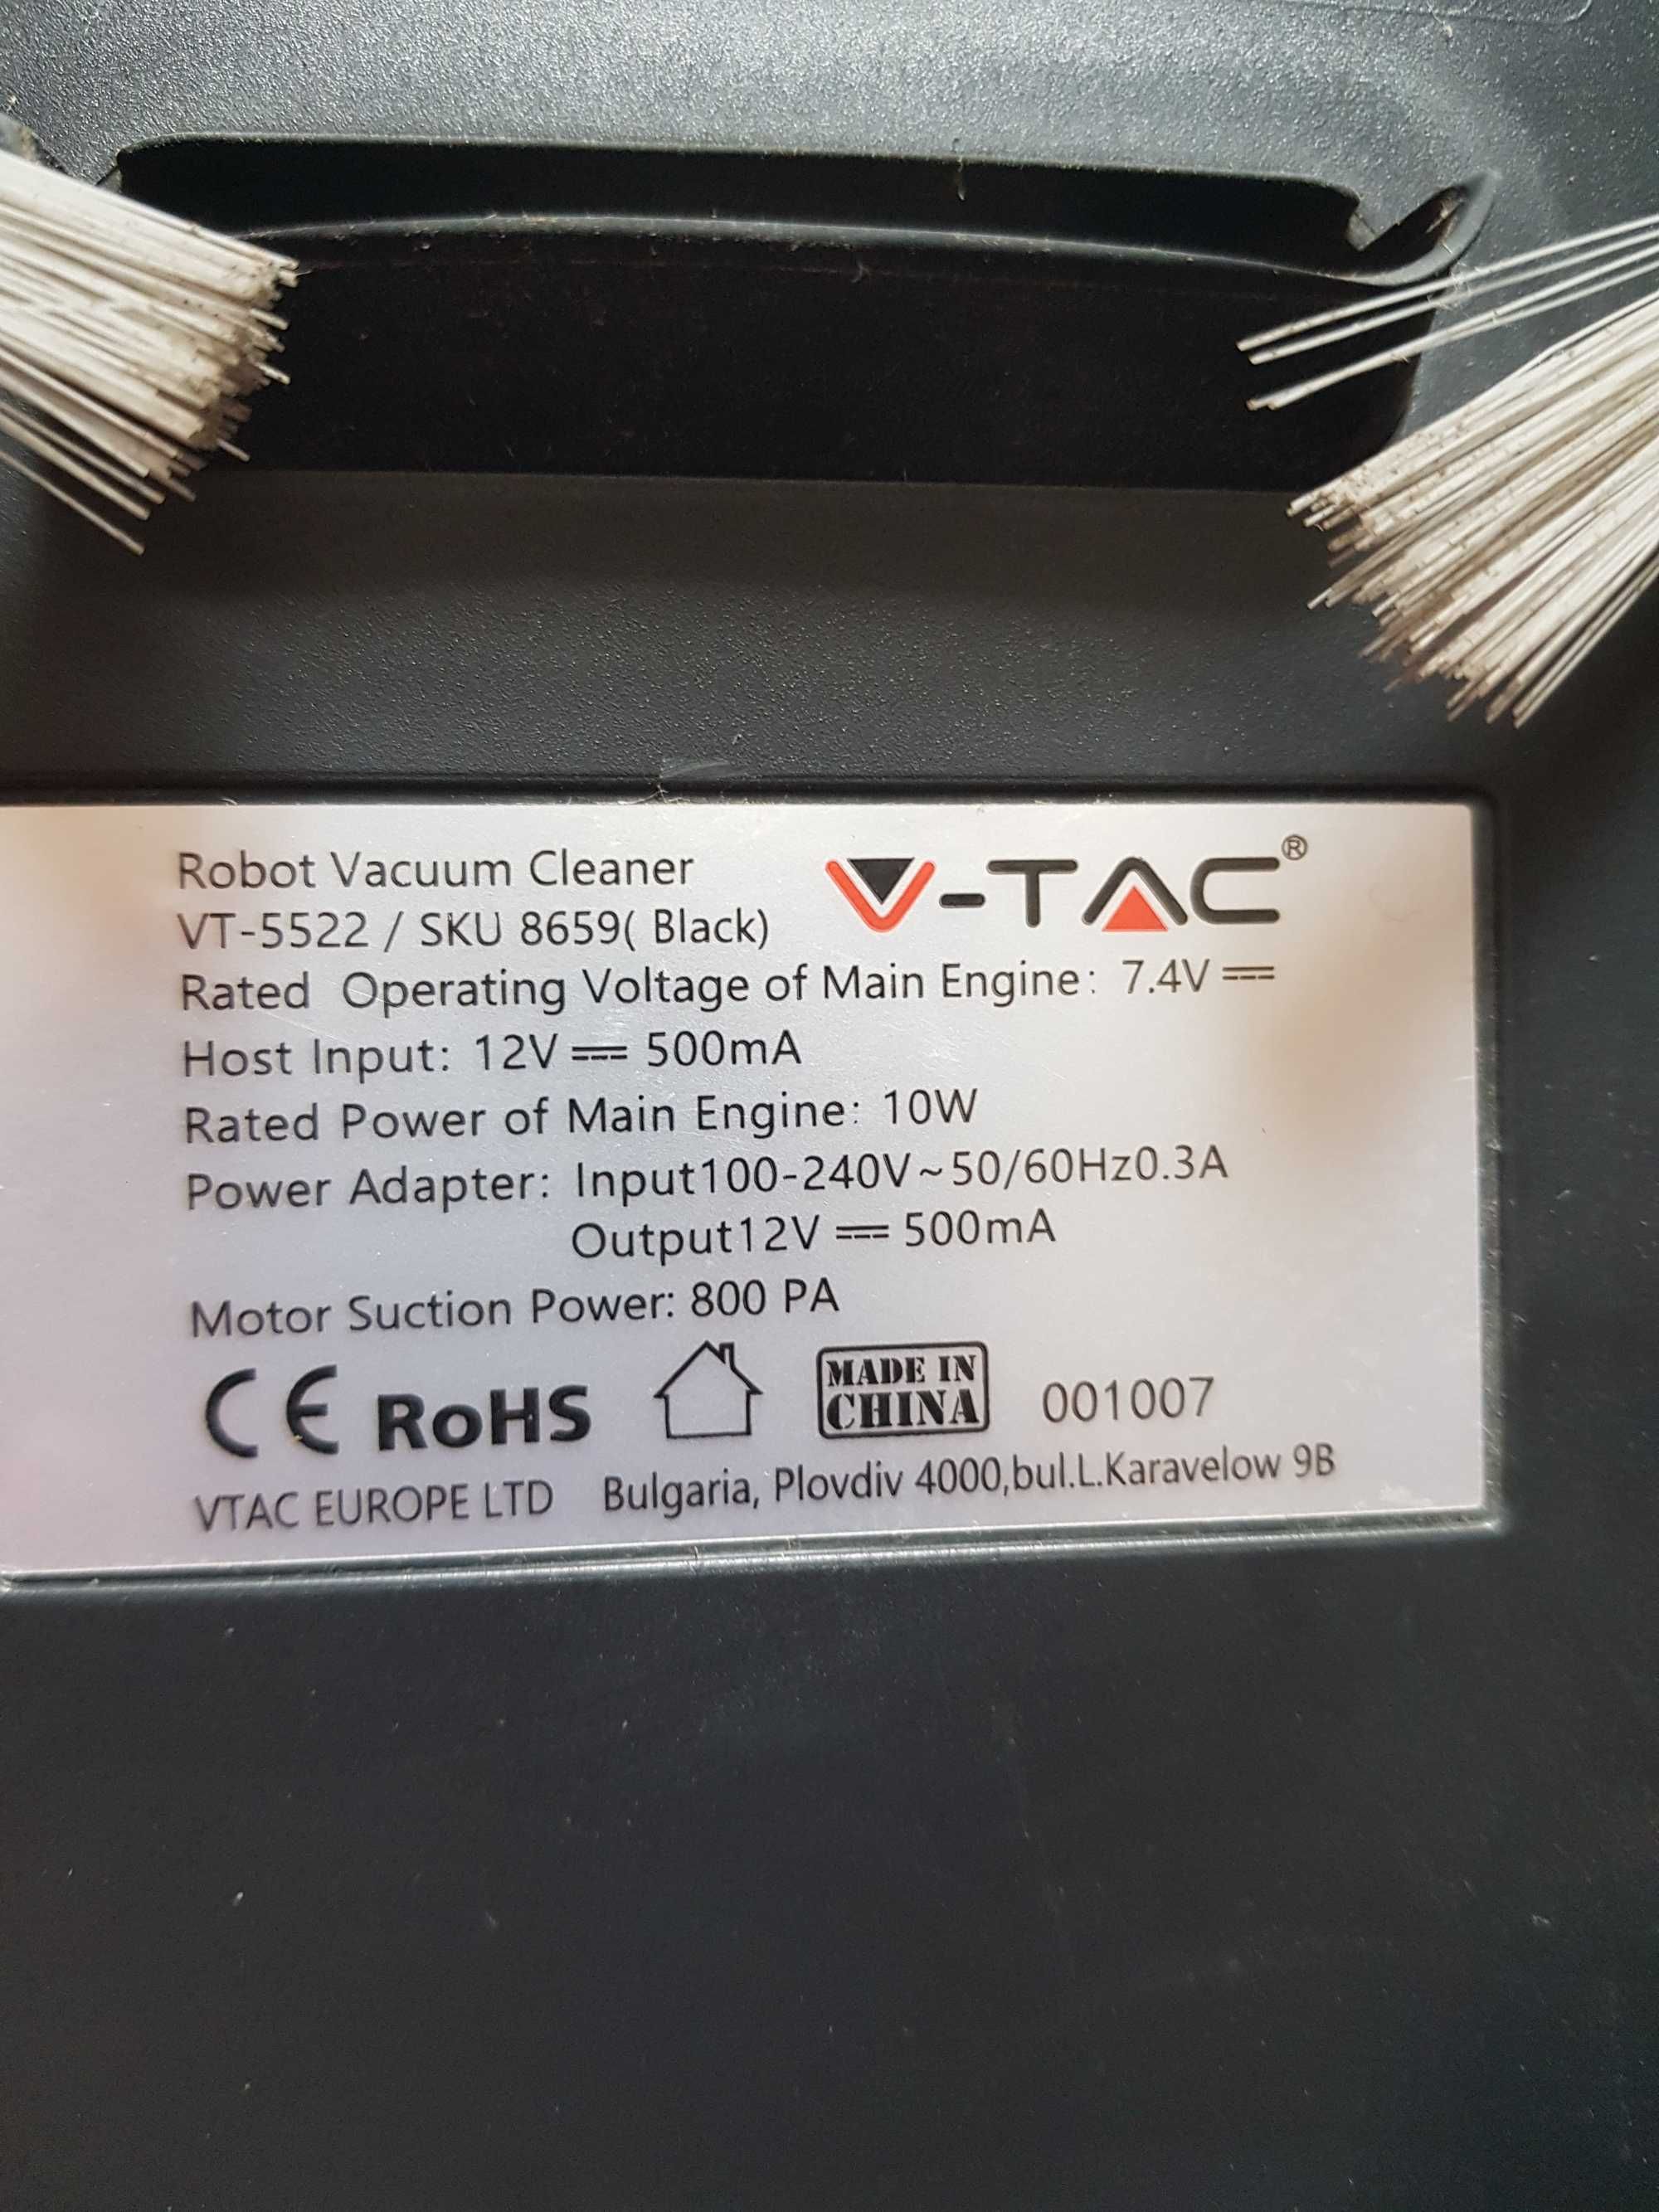 Robot Vacuum Cleaner
V-TAC®
VT-5522 / SKU 8659( Black)
Rated Operating Voltage of Main Engine: 7.4V ⎓
Host Input: 12V ⎓ 500mA
Rated Power of Main Engine: 10W
Power Adapter: Input100-240V~50/60Hz0.3A
Output12V ⎓ 500mA
Motor Suction Power: 800 PA
CE RoHS MADE IN CHINA 001007
VTAC EUROPE LTD Bulgaria, Plovdiv 4000,bul.L.Karavelow 9B